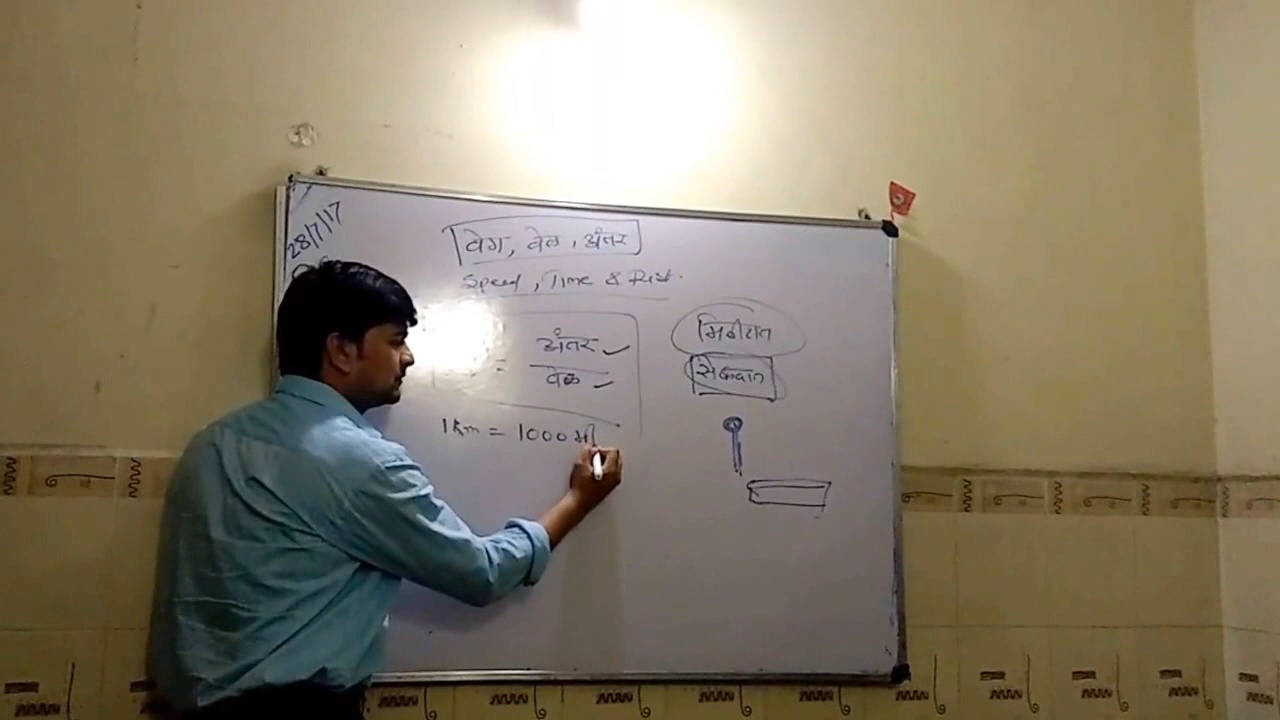 28/7/17
वेग, वेळ, अंतर
Speed, Time & Dist.
= अंतर
वेळ
1 Km = 1000 मी
मिनीटात
सेकंदात